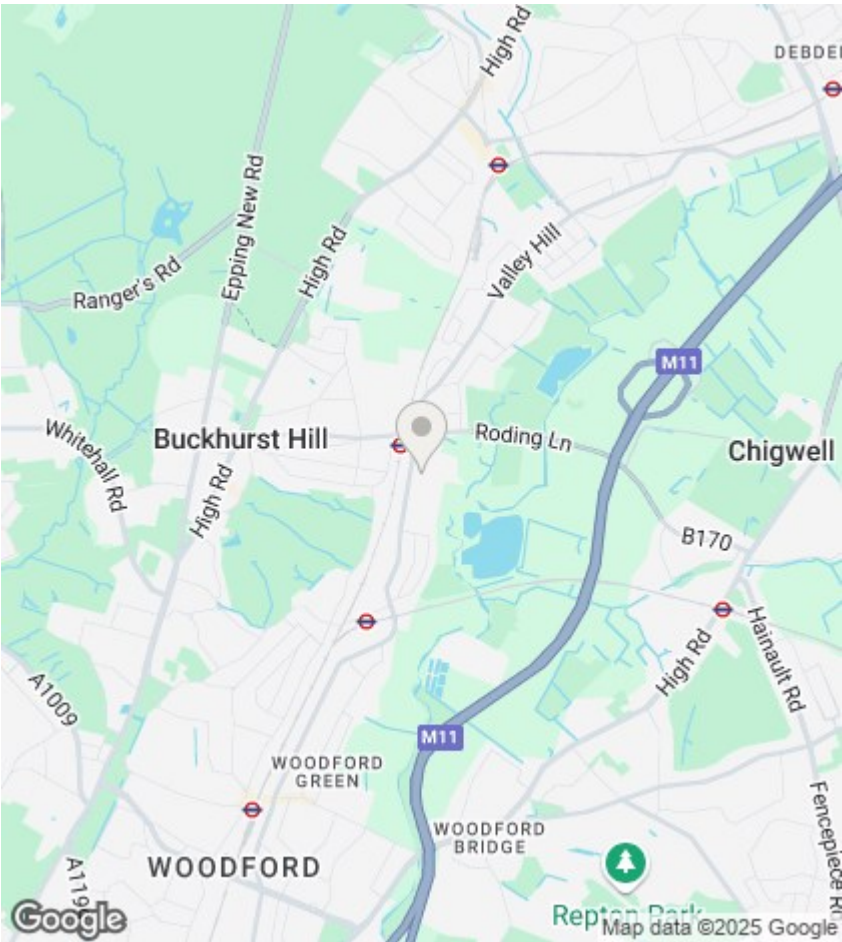 High Rd
DEBDE
Epping New Rd
High Rd
Valley Hill
Ranger's Rd
M11
Whitehall Rd
Buckhurst Hill
Roding Ln
Chigwell
High Rd
B170
Hainault Rd
High Rd
A1009
M11
WOODFORD
GREEN
Fencepiece Rd
WOODFORD
BRIDGE
WOODFORD
A119
Repton Park
Google
Map data ©2025 Google